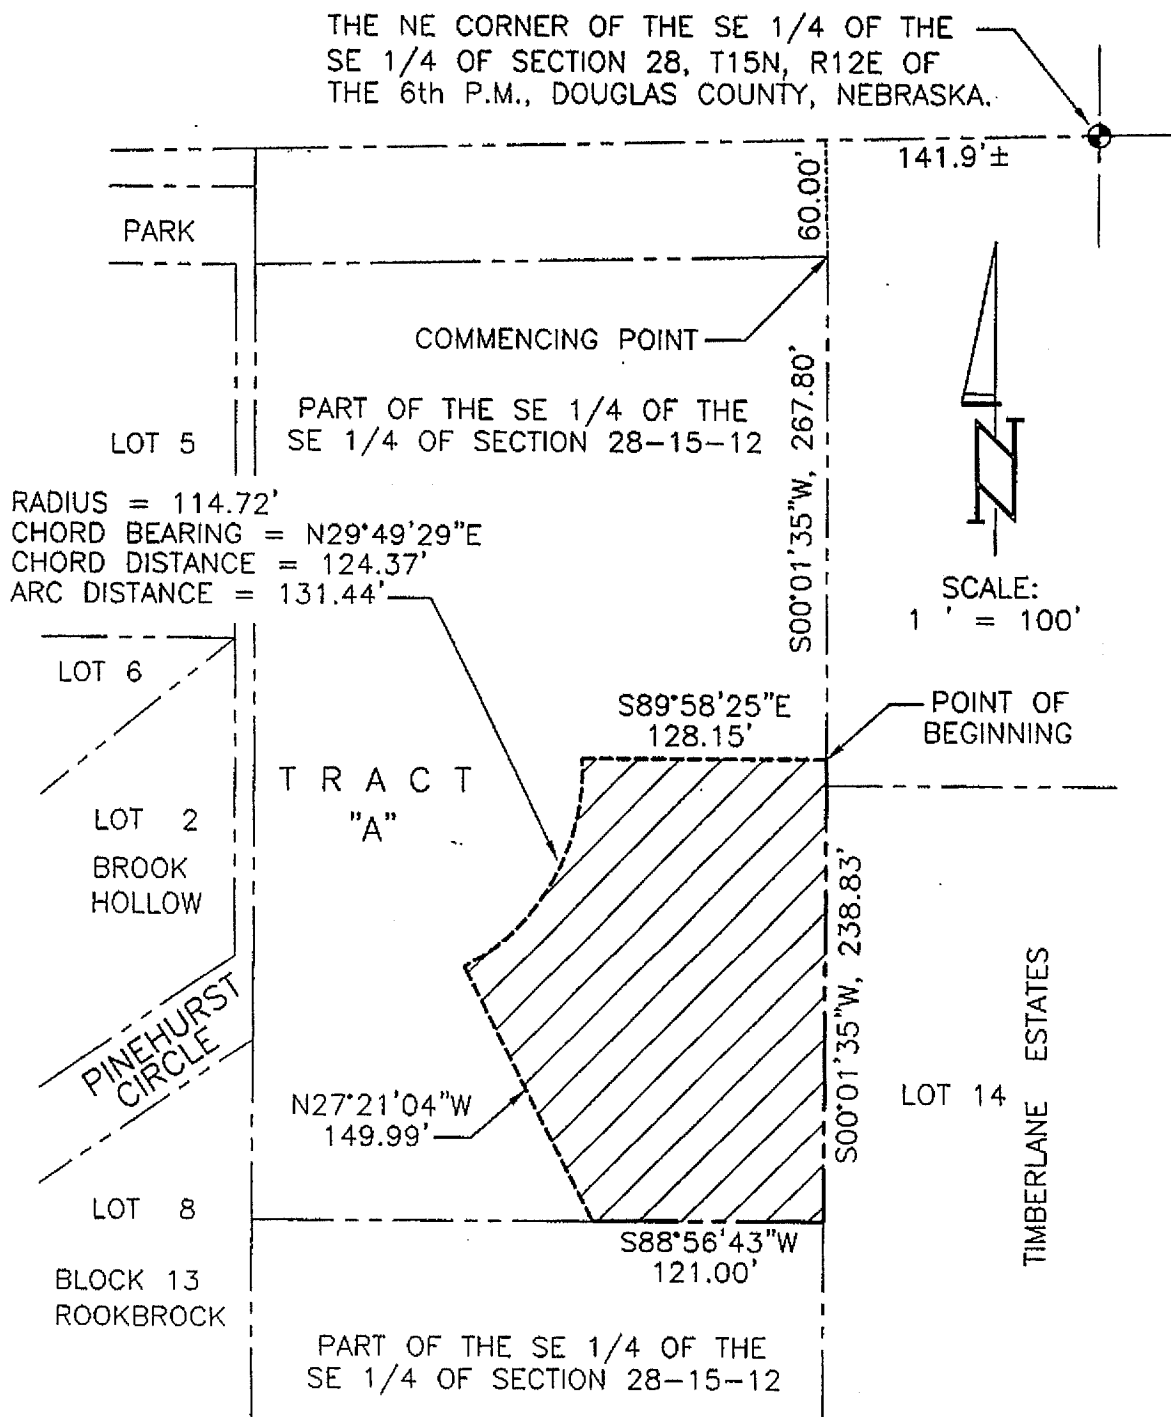 THE NE CORNER OF THE SE 1/4 OF THE
SE 1/4 OF SECTION 28, T15N, R12E OF
THE 6th P.M., DOUGLAS COUNTY, NEBRASKA.
141.9'±
60.00'
PARK
COMMENCING POINT
PART OF THE SE 1/4 OF THE
SE 1/4 OF SECTION 28-15-12
S00°01'35"W, 267.80'
LOT 5
RADIUS = 114.72'
CHORD BEARING = N29°49'29"E
CHORD DISTANCE = 124.37'
ARC DISTANCE = 131.44'
N
SCALE:
1 ' = 100'
LOT 6
S89°58'25"E
128.15'
POINT OF
BEGINNING
TRACT
"A"
LOT 2
BROOK
HOLLOW
S00°01'35"W, 238.83'
PINEHURST
CIRCLE
N27°21'04"W
149.99'
LOT 14
TIMBERLANE ESTATES
LOT 8
S88°56'43"W
121.00'
BLOCK 13
ROOKBROCK
PART OF THE SE 1/4 OF THE
SE 1/4 OF SECTION 28-15-12